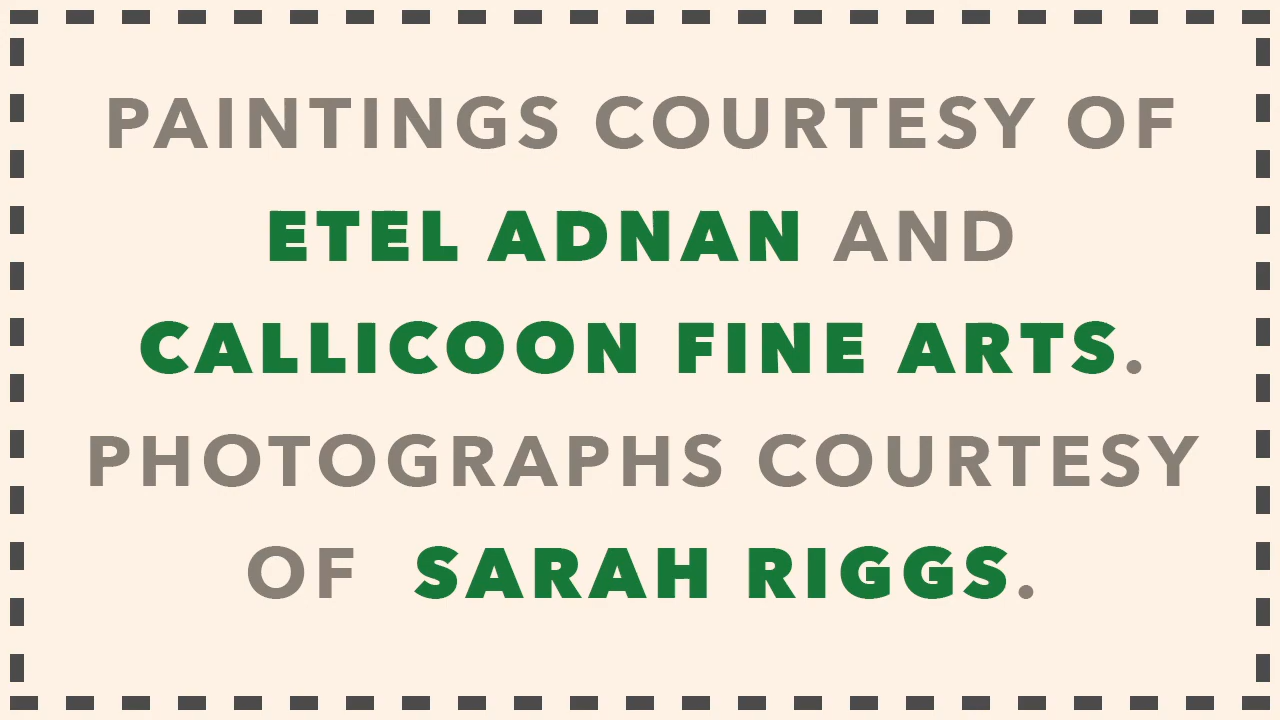 PAINTINGS COURTESY OF
ETEL ADNAN AND
CALLICOON FINE ARTS.
PHOTOGRAPHS COURTESY
OF SARAH RIGGS.